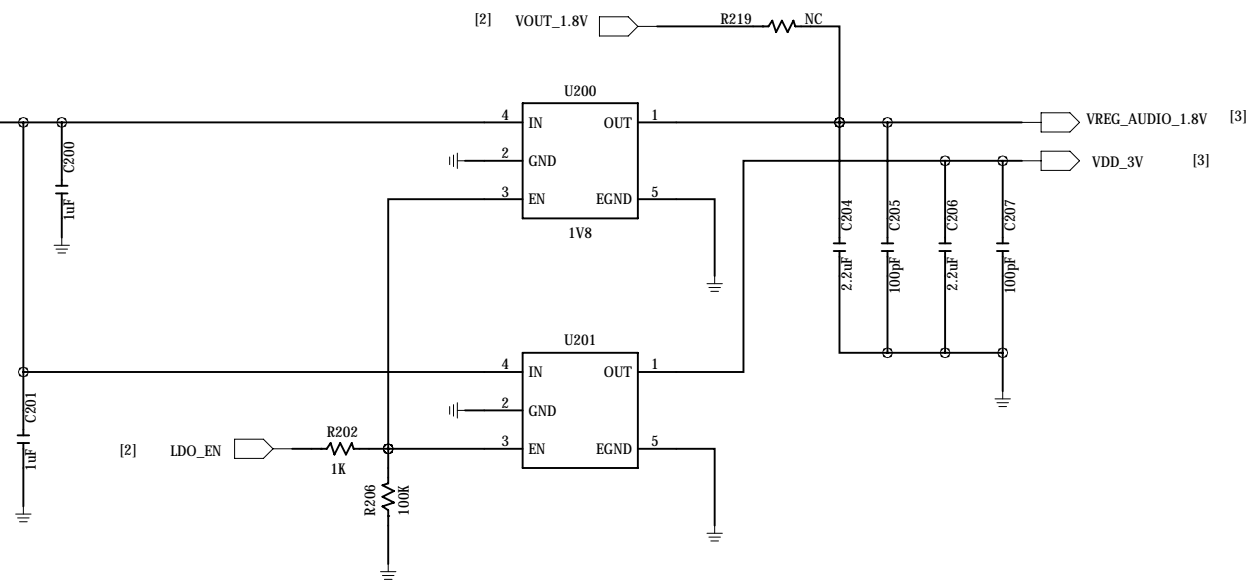 [2] VOUT_1.8V R219 NC
U200
4 IN OUT 1
VREG_AUDIO_1.8V [3]
2 GND
VDD_3V [3]
3 EN EGND 5
1V8
C200
1uF
C204
2.2uF
C205
100pF
C206
2.2uF
C207
100pF
U201
4 IN OUT 1
2 GND
3 EN EGND 5
C201
1uF
[2] LDO_EN R202
1K
R206
100K